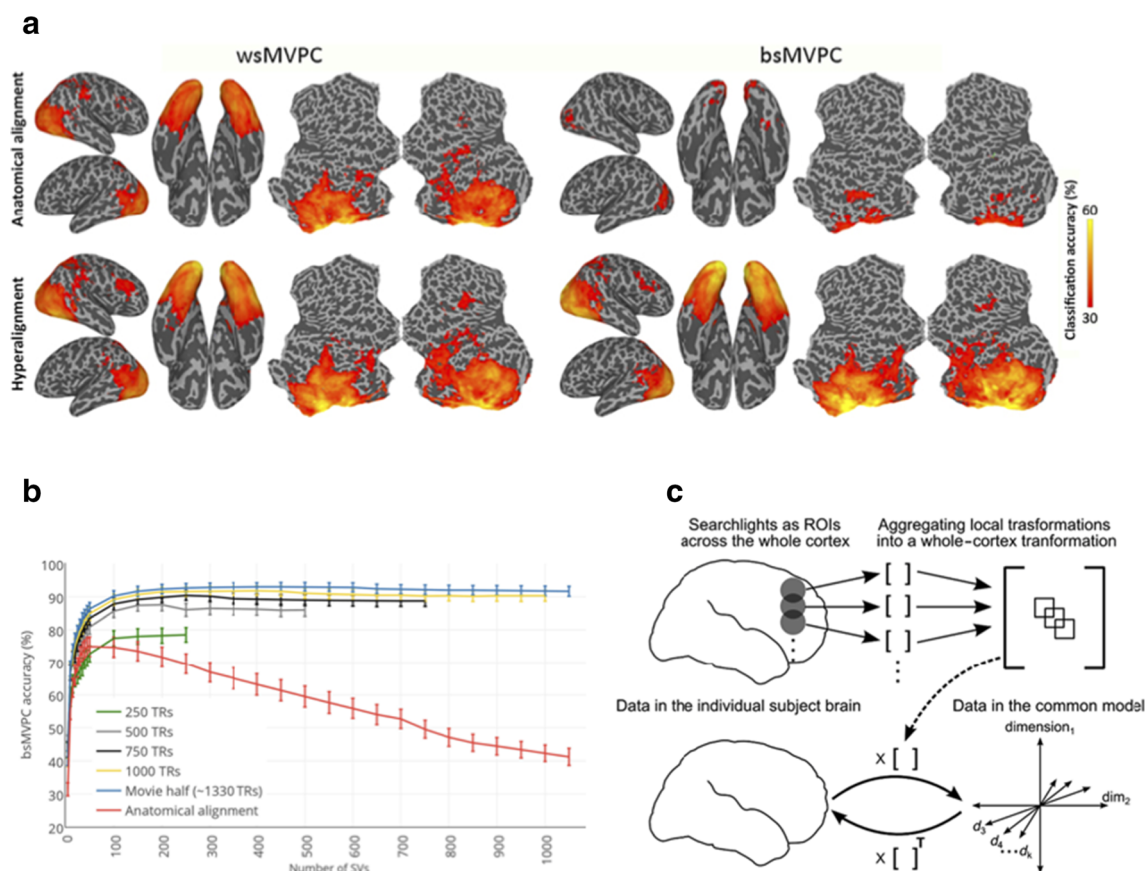 a
wsMVPC
bsMVPC
Anatomical alignment
Hyperalignment
Classification accuracy (%)
60
30
b
bsMVPC accuracy (%)
100
90
80
70
60
50
40
30
20
250 TRs
500 TRs
750 TRs
1000 TRs
Movie half (~1330 TRs)
Anatomical alignment
0
100
200
300
400
500
600
700
800
900
1000
Number of SVs
c
Searchlights as ROIs
across the whole cortex
Aggregating local trasformations
into a whole-cortex tranformation
[ ]
[ ]
[ ]
Data in the individual subject brain
Data in the common model
dimension1
x [ ]
dim2
d3
d4
...dk
x [ ]T